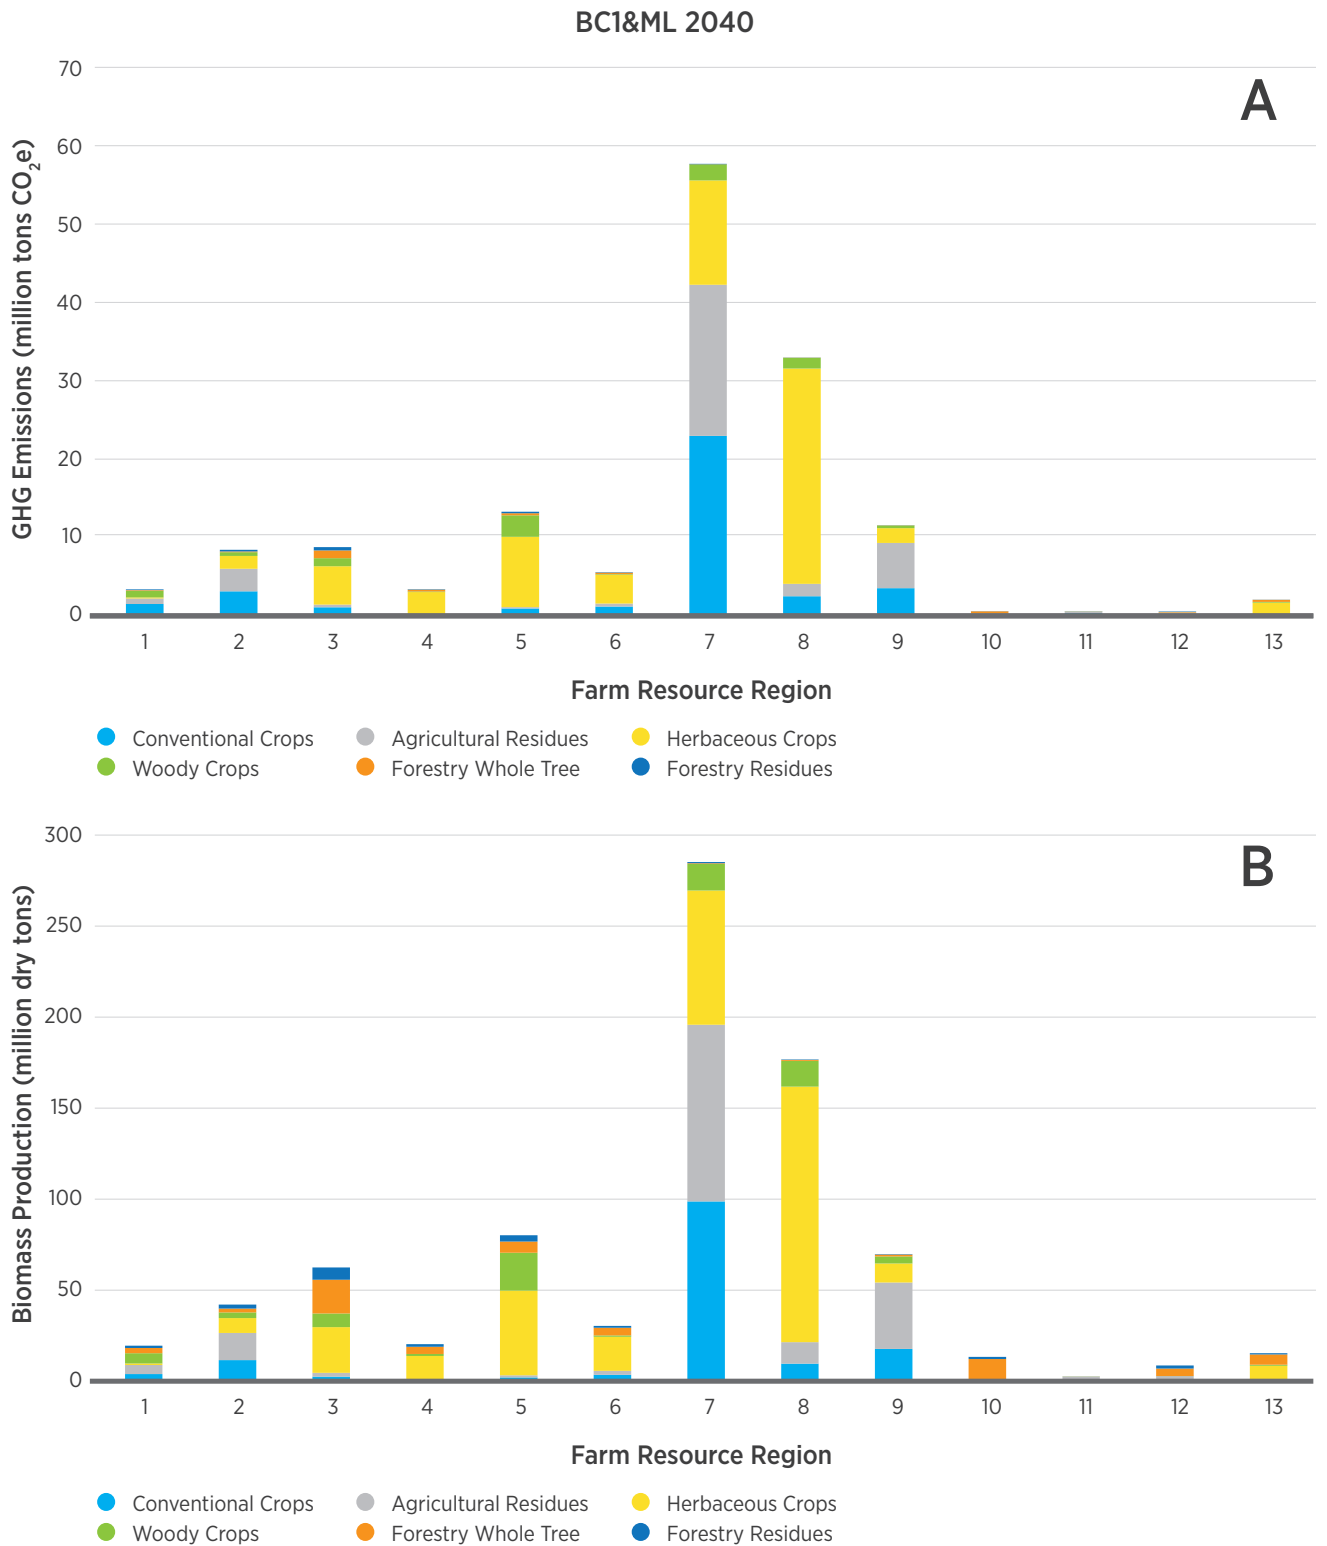 BC1&ML 2040
A
GHG Emissions (million tons CO₂e)
70
60
50
40
30
20
10
0
1 2 3 4 5 6 7 8 9 10 11 12 13
Farm Resource Region
Conventional Crops Agricultural Residues Herbaceous Crops
Woody Crops Forestry Whole Tree Forestry Residues
B
Biomass Production (million dry tons)
300
250
200
150
100
50
0
1 2 3 4 5 6 7 8 9 10 11 12 13
Farm Resource Region
Conventional Crops Agricultural Residues Herbaceous Crops
Woody Crops Forestry Whole Tree Forestry Residues